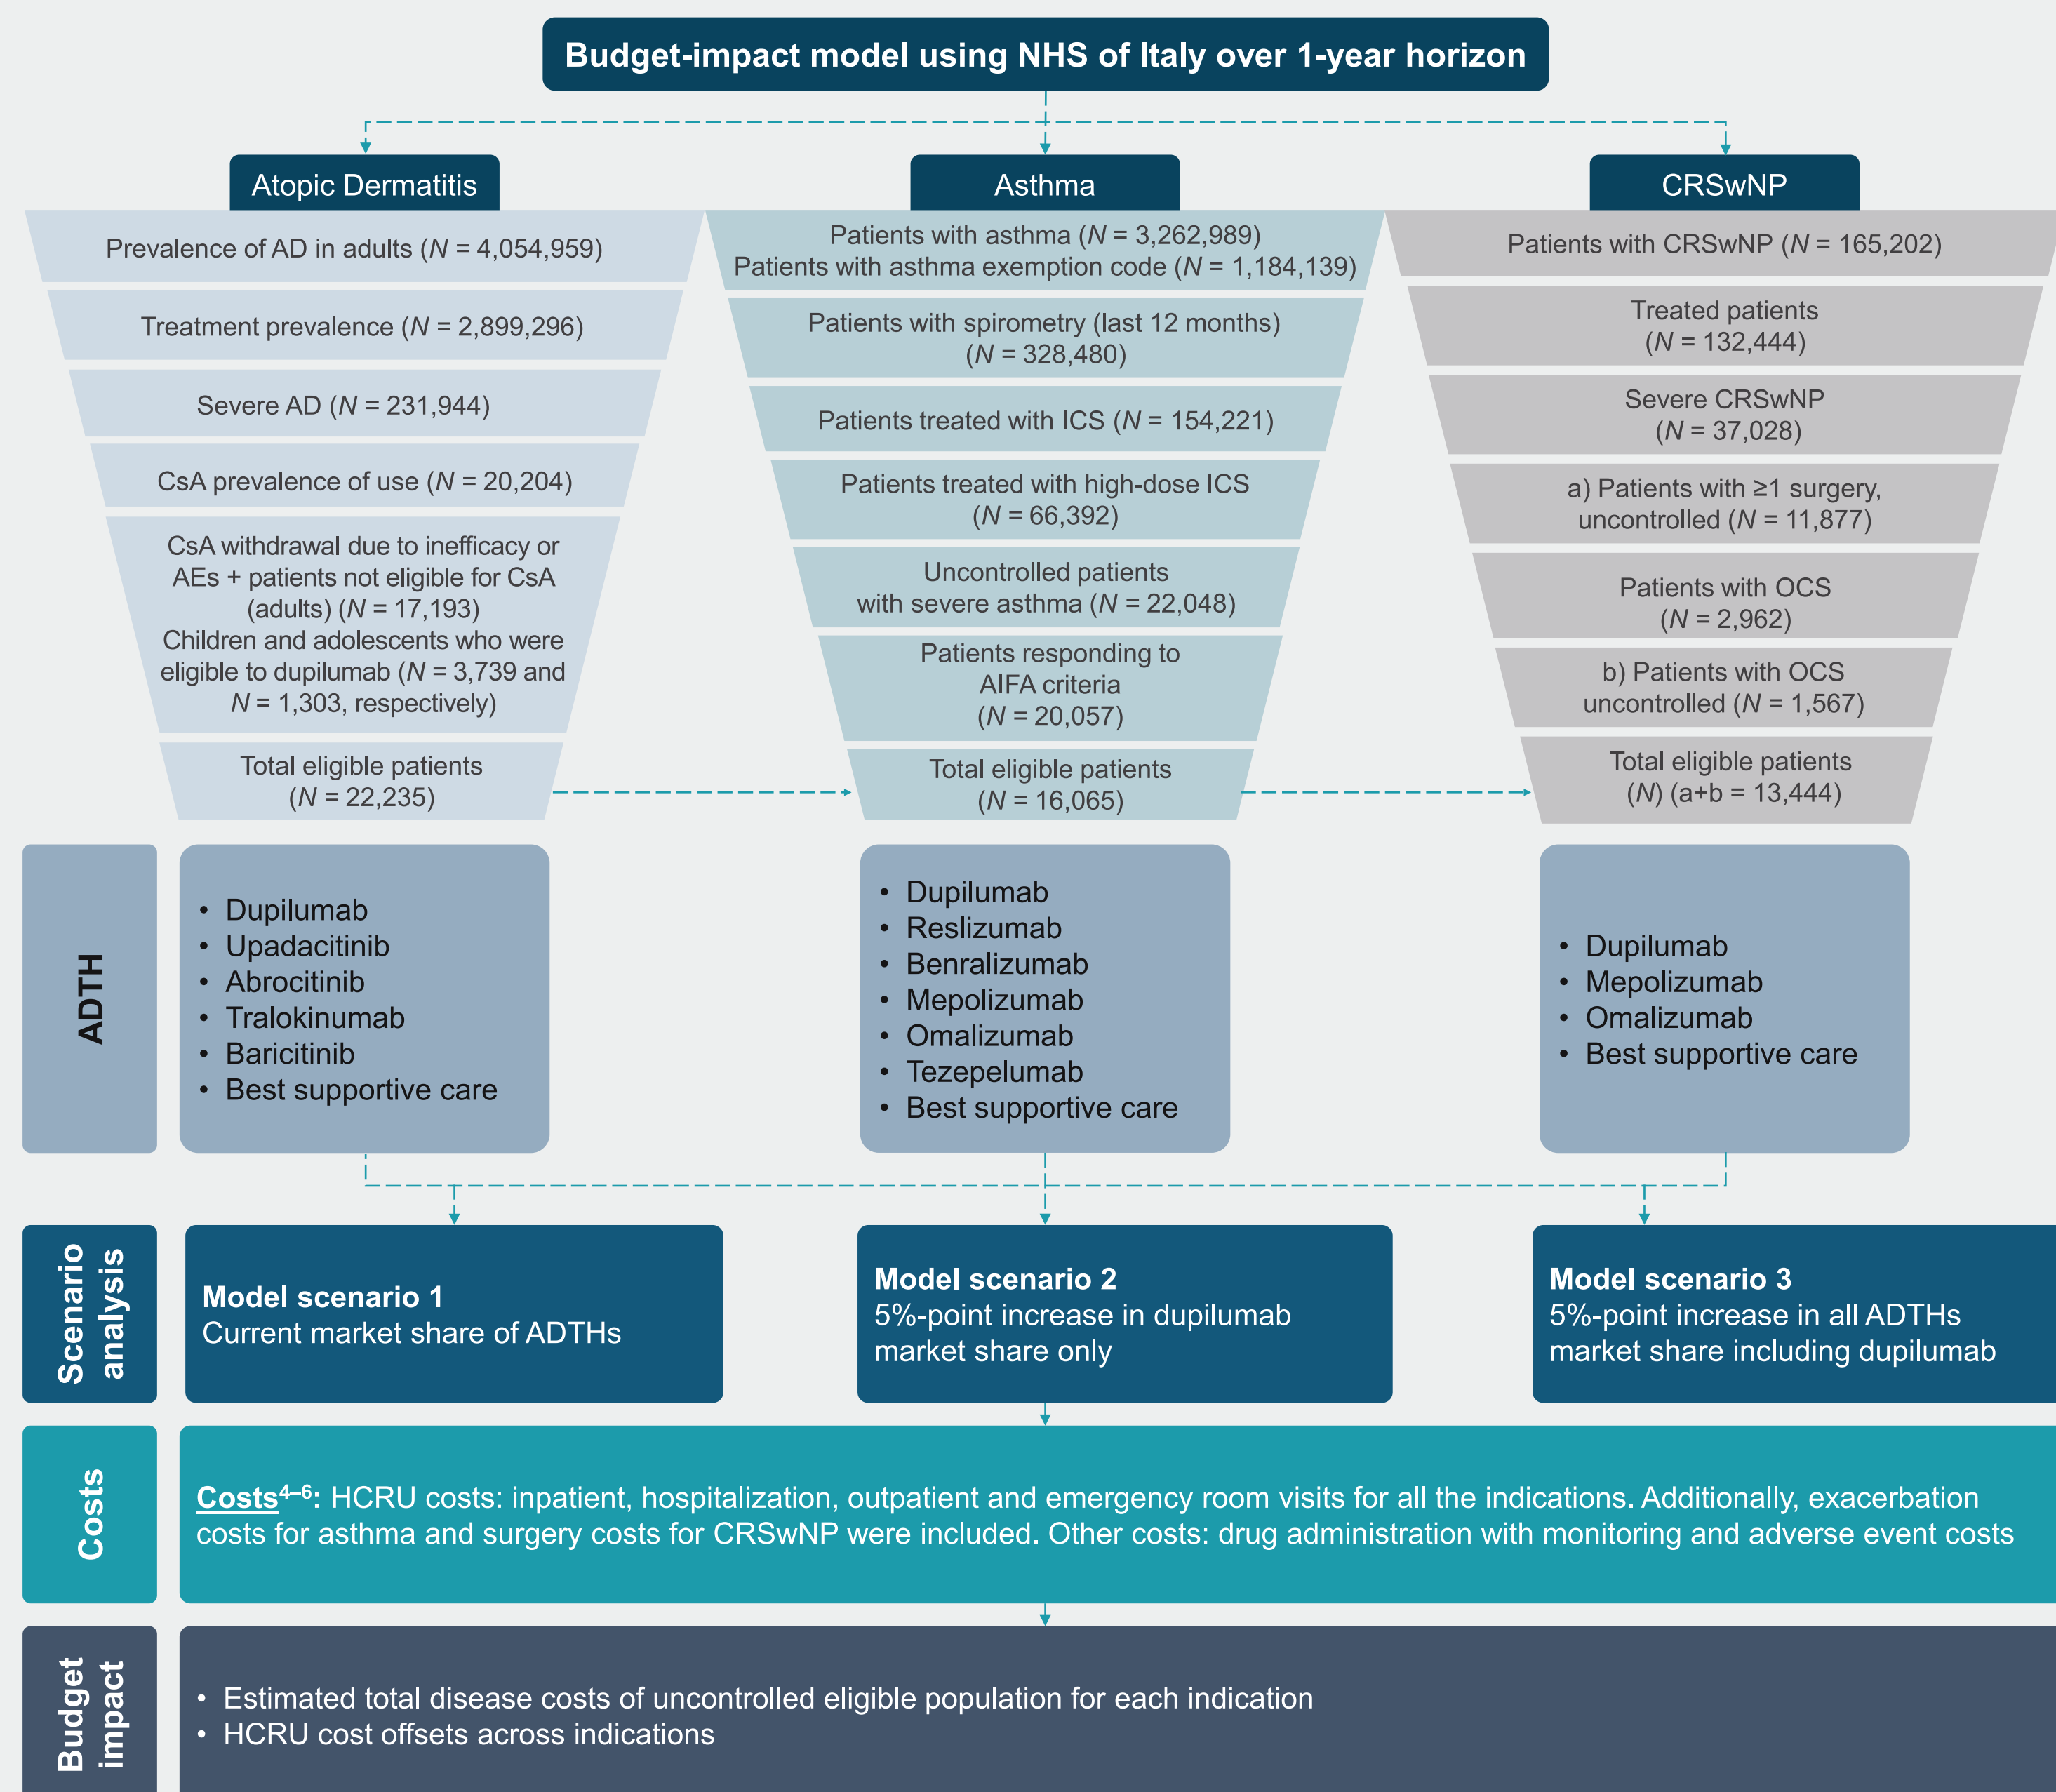 Budget-impact model using NHS of Italy over 1-year horizon
Atopic Dermatitis
Prevalence of AD in adults (N = 4,054,959)
Treatment prevalence (N = 2,899,296)
Severe AD (N = 231,944)
CsA prevalence of use (N = 20,204)
CsA withdrawal due to inefficacy or
AEs + patients not eligible for CsA
(adults) (N = 17,193)
Children and adolescents who were
eligible to dupilumab (N = 3,739 and
N = 1,303, respectively)
Total eligible patients
(N = 22,235)
Asthma
Patients with asthma (N = 3,262,989)
Patients with asthma exemption code (N = 1,184,139)
Patients with spirometry (last 12 months)
(N = 328,480)
Patients treated with ICS (N = 154,221)
Patients treated with high-dose ICS
(N = 66,392)
Uncontrolled patients
with severe asthma (N = 22,048)
Patients responding to
AIFA criteria
(N = 20,057)
Total eligible patients
(N = 16,065)
CRSwNP
Patients with CRSwNP (N = 165,202)
Treated patients
(N = 132,444)
Severe CRSwNP
(N = 37,028)
a) Patients with ≥1 surgery,
uncontrolled (N = 11,877)
Patients with OCS
(N = 2,962)
b) Patients with OCS
uncontrolled (N = 1,567)
Total eligible patients
(N) (a+b = 13,444)
ADTH
• Dupilumab
• Upadacitinib
• Abrocitinib
• Tralokinumab
• Baricitinib
• Best supportive care
• Dupilumab
• Reslizumab
• Benralizumab
• Mepolizumab
• Omalizumab
• Tezepelumab
• Best supportive care
• Dupilumab
• Mepolizumab
• Omalizumab
• Best supportive care
Scenario
analysis
Model scenario 1
Current market share of ADTHs
Model scenario 2
5%-point increase in dupilumab
market share only
Model scenario 3
5%-point increase in all ADTHs
market share including dupilumab
Costs
Costs⁴⁻⁶: HCRU costs: inpatient, hospitalization, outpatient and emergency room visits for all the indications. Additionally, exacerbation
costs for asthma and surgery costs for CRSwNP were included. Other costs: drug administration with monitoring and adverse event costs
Budget
impact
• Estimated total disease costs of uncontrolled eligible population for each indication
• HCRU cost offsets across indications